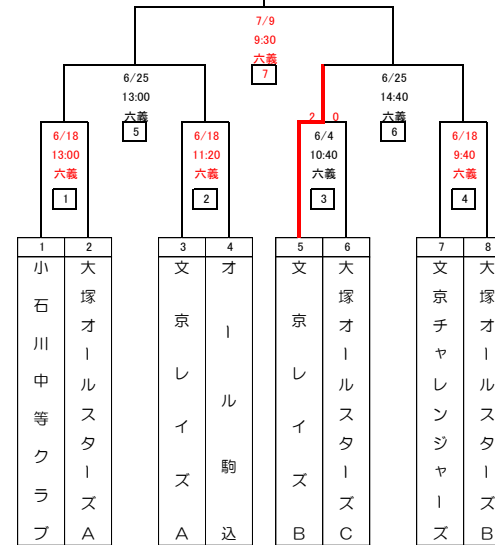 7/9
9:30
六義
7
6/25
13:00
六義
5
6/25
14:40
六義
6
6/18
13:00
六義
1
6/18
11:20
六義
2
2 0
6/4
10:40
六義
3
6/18
9:40
六義
4
1 2 3 4 5 6 7 8
小石川中等クラブ
大塚オールスターズA
文京レイズA
オール駒込
文京レイズB
大塚オールスターズC
文京チャレンジャーズ
大塚オールスターズB